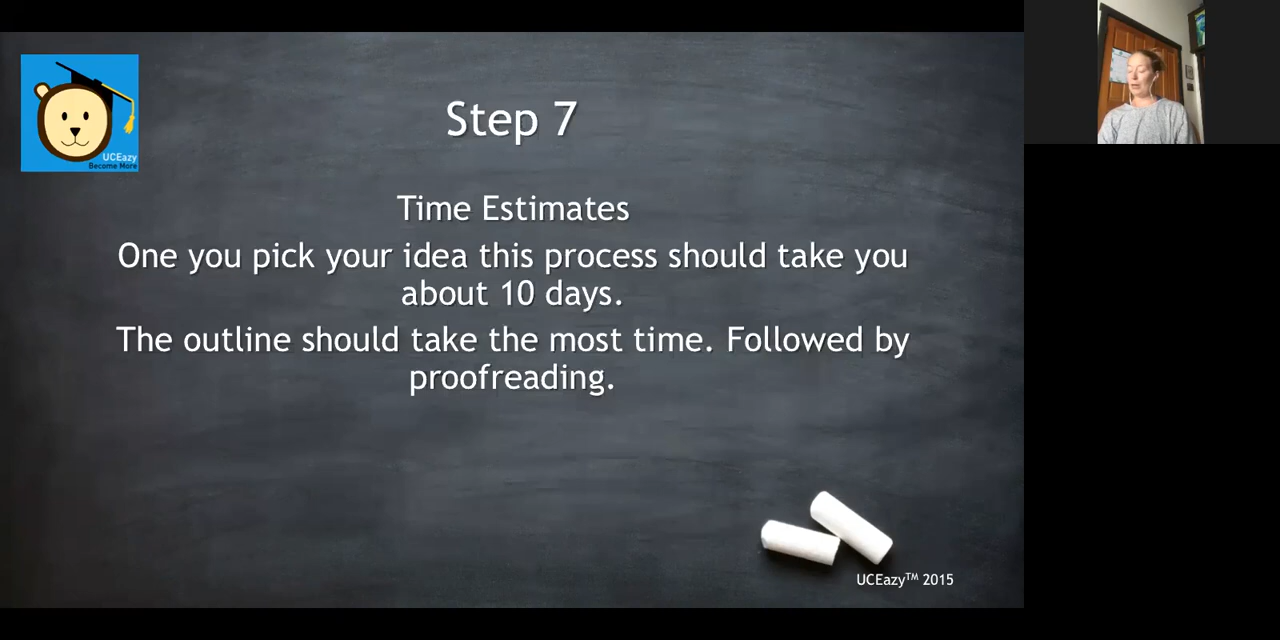 UCEazy
Become More
Step 7
Time Estimates
One you pick your idea this process should take you
about 10 days.
The outline should take the most time. Followed by
proofreading.
UCEazy™ 2015